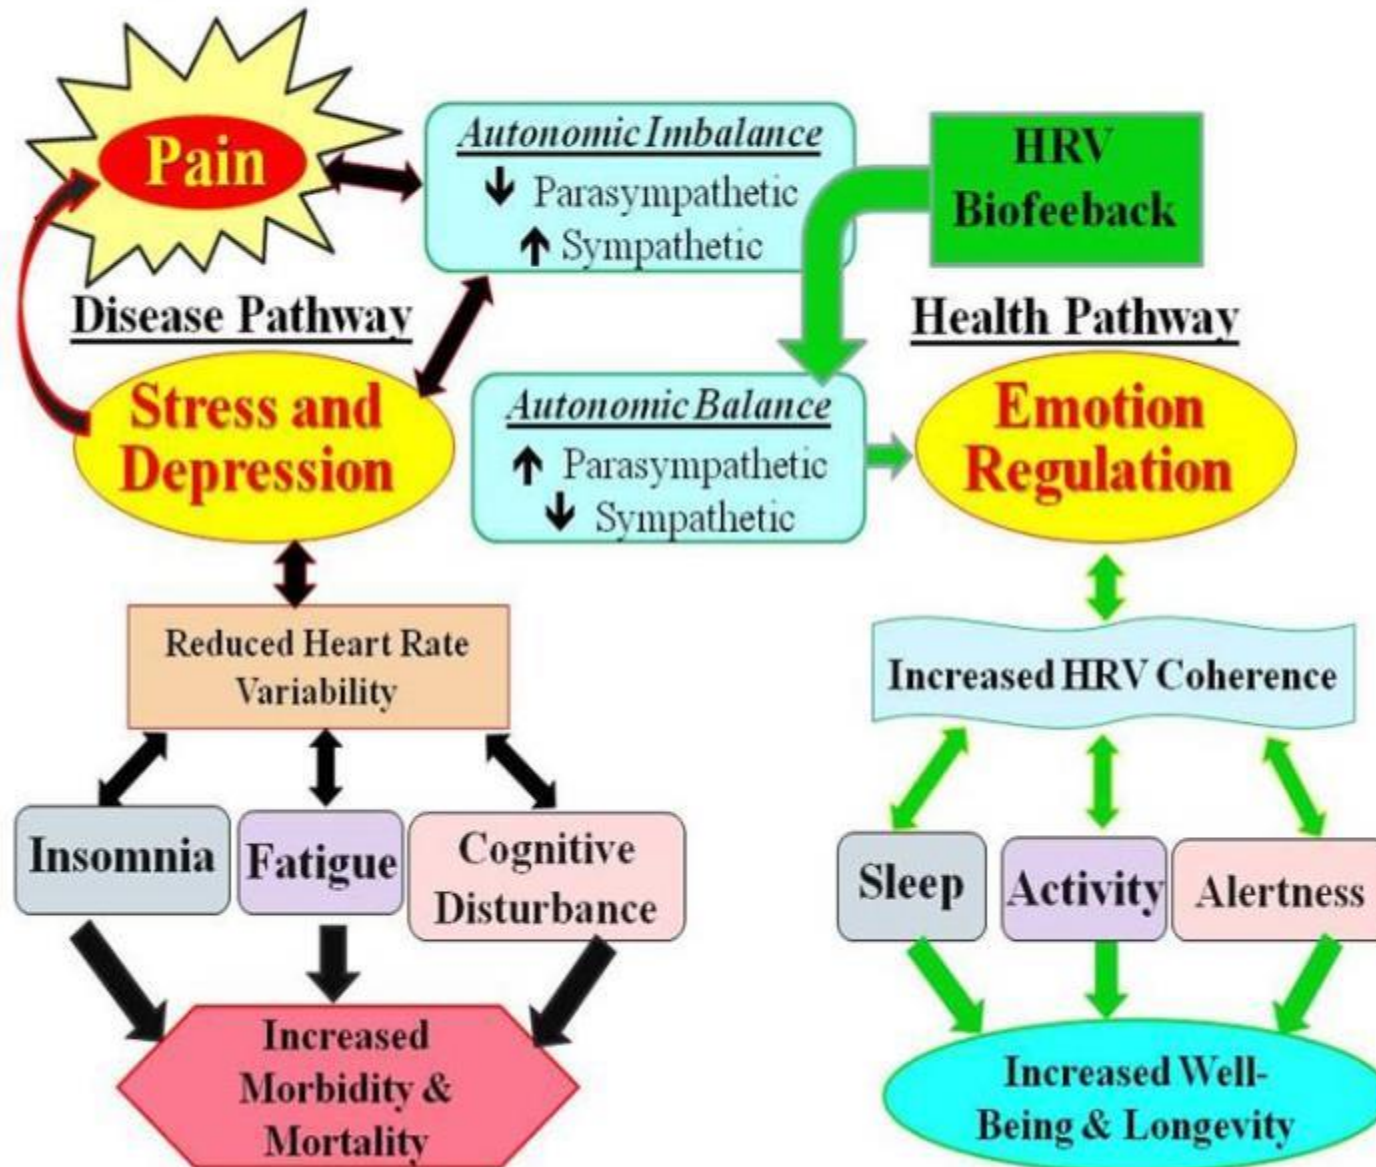 Pain
Autonomic Imbalance
↓ Parasympathetic
↑ Sympathetic
HRV
Biofeeback
Disease Pathway
Health Pathway
Stress and
Depression
Autonomic Balance
↑ Parasympathetic
↓ Sympathetic
Emotion
Regulation
Reduced Heart Rate
Variability
Increased HRV Coherence
Insomnia
Fatigue
Cognitive
Disturbance
Sleep
Activity
Alertness
Increased
Morbidity &
Mortality
Increased Well-
Being & Longevity